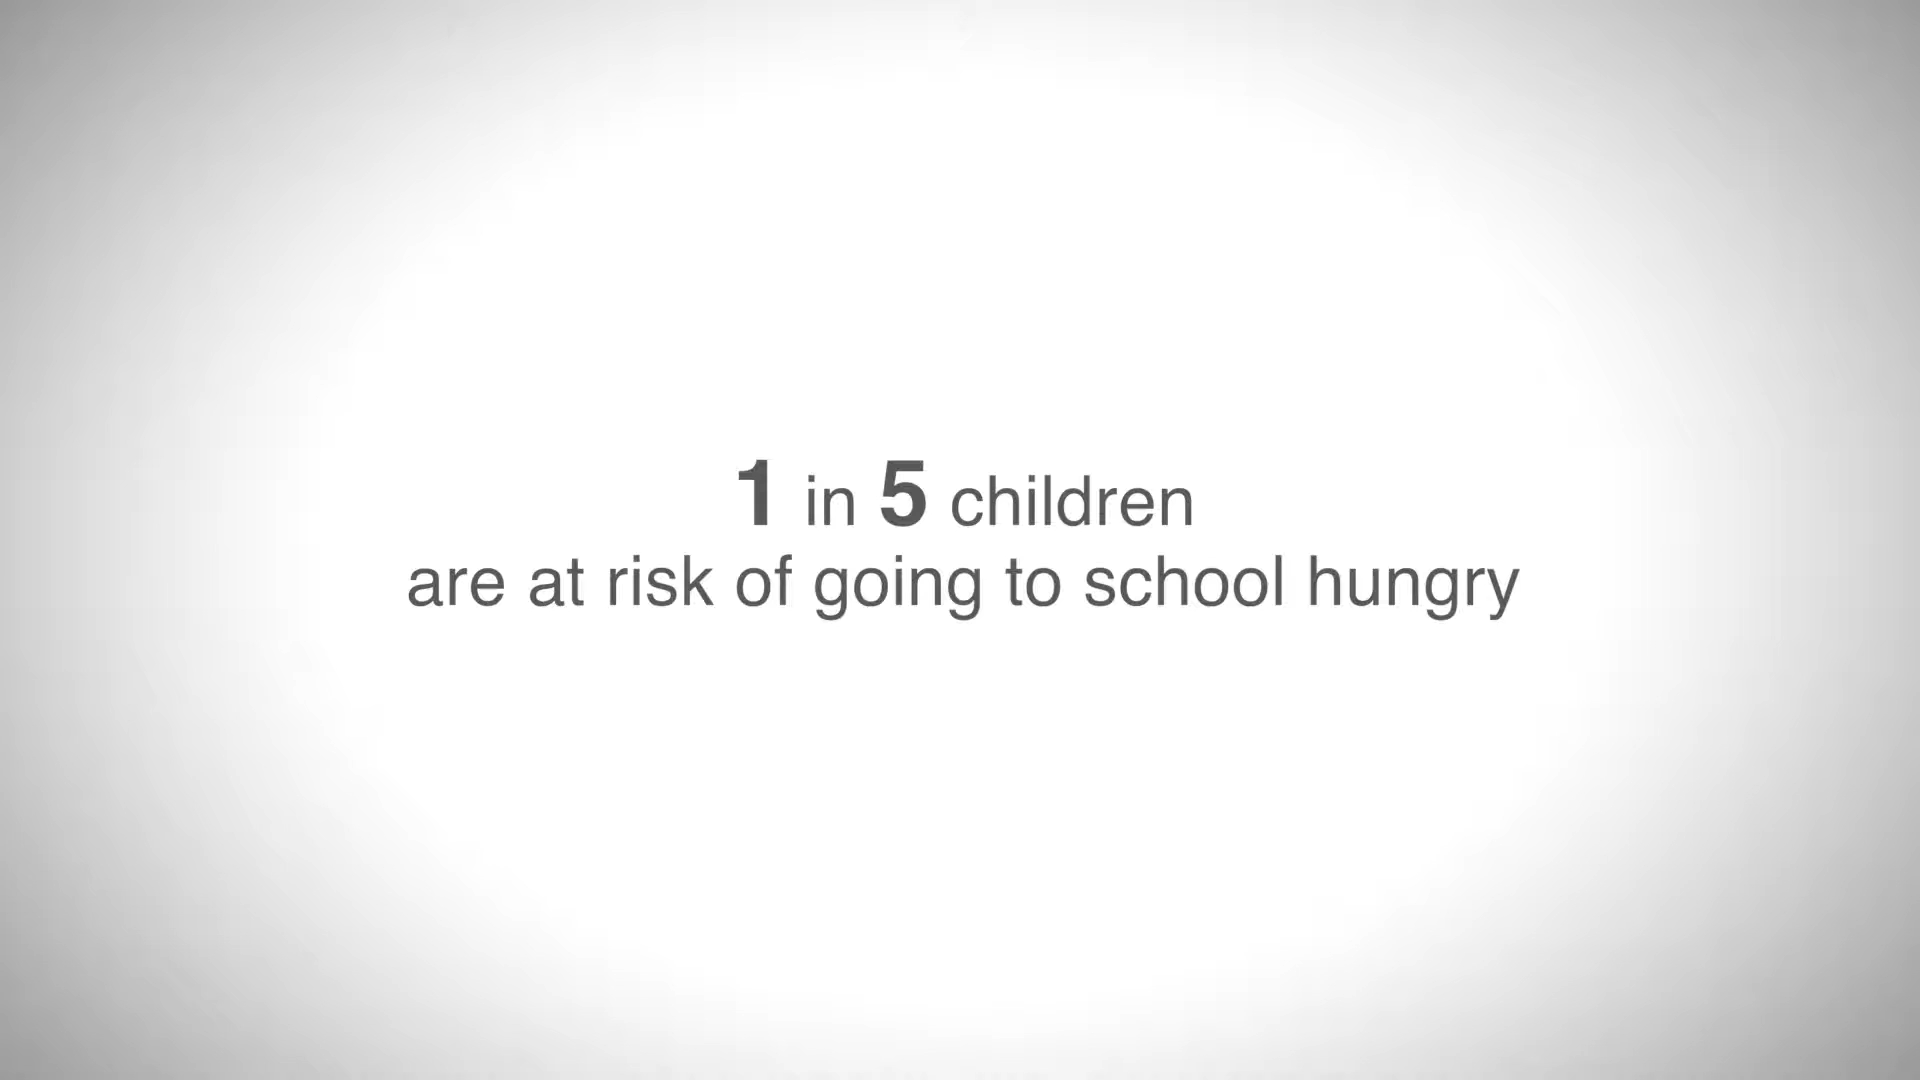 1 in 5 children
are at risk of going to school hungry